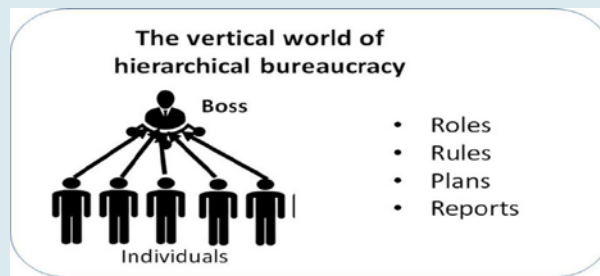 The vertical world of
hierarchical bureaucracy
Boss
Individuals
• Roles
• Rules
• Plans
• Reports